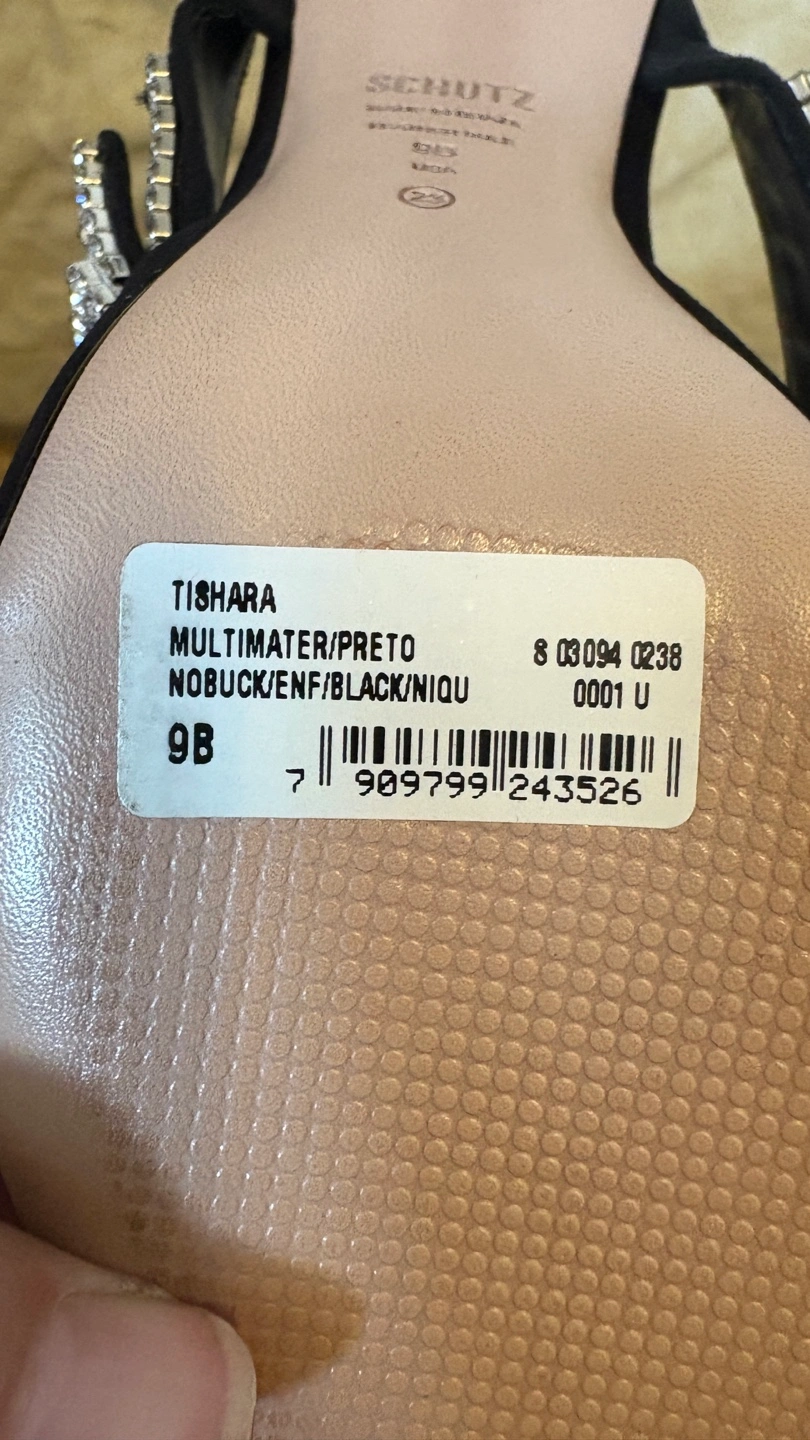 SCHUTZ
9B
TISHARA
MULTIMATER/PRETO
8 03094 0238
NOBUCK/ENF/BLACK/NIQU
0001 U
9B
7 909799 243526